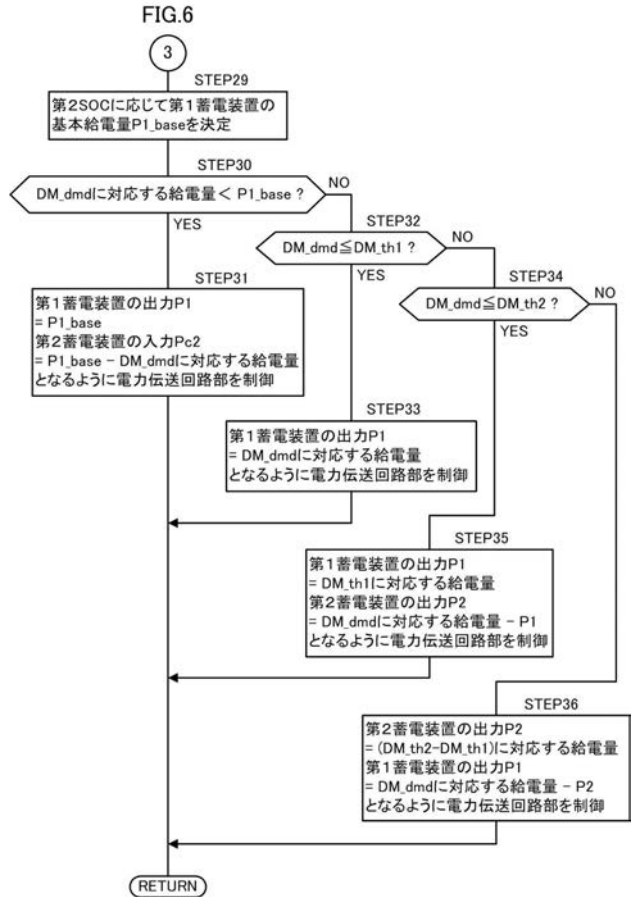 FIG.6
3
STEP29
第2SOCに応じて第1蓄電装置の
基本給電量P1_baseを決定
STEP30
DM_dmdに対応する給電量< P1_base ?
NO
YES
STEP32
DM_dmd≦DM_th1 ?
NO
YES
STEP34
DM_dmd≦DM_th2 ?
NO
YES
STEP31
第1蓄電装置の出力P1
= P1_base
第2蓄電装置の入力Pc2
= P1_base - DM_dmdに対応する給電量
となるように電力伝送回路部を制御
STEP33
第1蓄電装置の出力P1
= DM_dmdに対応する給電量
となるように電力伝送回路部を制御
STEP35
第1蓄電装置の出力P1
= DM_th1に対応する給電量
第2蓄電装置の出力P2
= DM_dmdに対応する給電量 - P1
となるように電力伝送回路部を制御
STEP36
第2蓄電装置の出力P2
= (DM_th2-DM_th1)に対応する給電量
第1蓄電装置の出力P1
= DM_dmdに対応する給電量 - P2
となるように電力伝送回路部を制御
RETURN